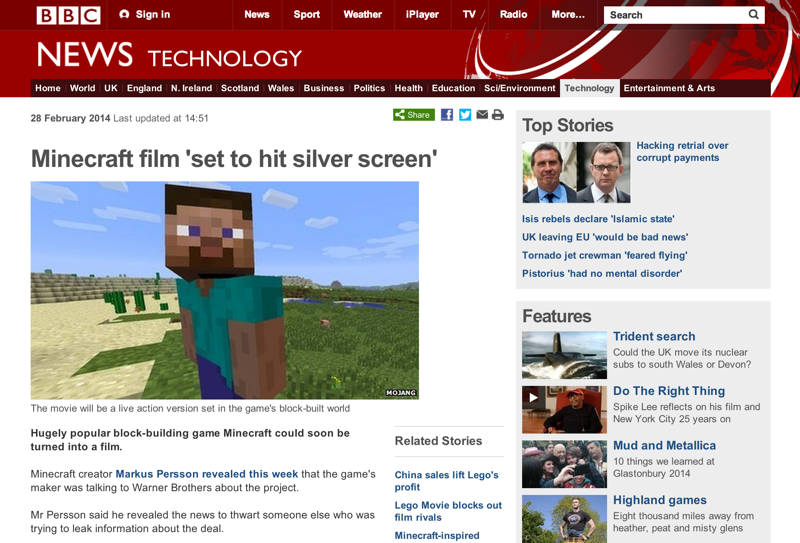 BBC Sign in News Sport Weather iPlayer TV Radio More... Search
NEWS TECHNOLOGY
Home World UK England N. Ireland Scotland Wales Business Politics Health Education Sci/Environment Technology Entertainment & Arts
28 February 2014 Last updated at 14:51
Share
Minecraft film 'set to hit silver screen'
MOJANG
The movie will be a live action version set in the game's block-built world
Hugely popular block-building game Minecraft could soon be
turned into a film.
Minecraft creator Markus Persson revealed this week that the game's
maker was talking to Warner Brothers about the project.
Mr Persson said he revealed the news to thwart someone else who was
trying to leak information about the deal.
Related Stories
China sales lift Lego's
profit
Lego Movie blocks out
film rivals
Minecraft-inspired
Top Stories
Hacking retrial over
corrupt payments
Isis rebels declare 'Islamic state'
UK leaving EU 'would be bad news'
Tornado jet crewman 'feared flying'
Pistorius 'had no mental disorder'
Features
Trident search
Could the UK move its nuclear
subs to south Wales or Devon?
Do The Right Thing
Spike Lee reflects on his film and
New York City 25 years on
Mud and Metallica
10 things we learned at
Glastonbury 2014
Highland games
Eight thousand miles away from
heather, peat and misty glens